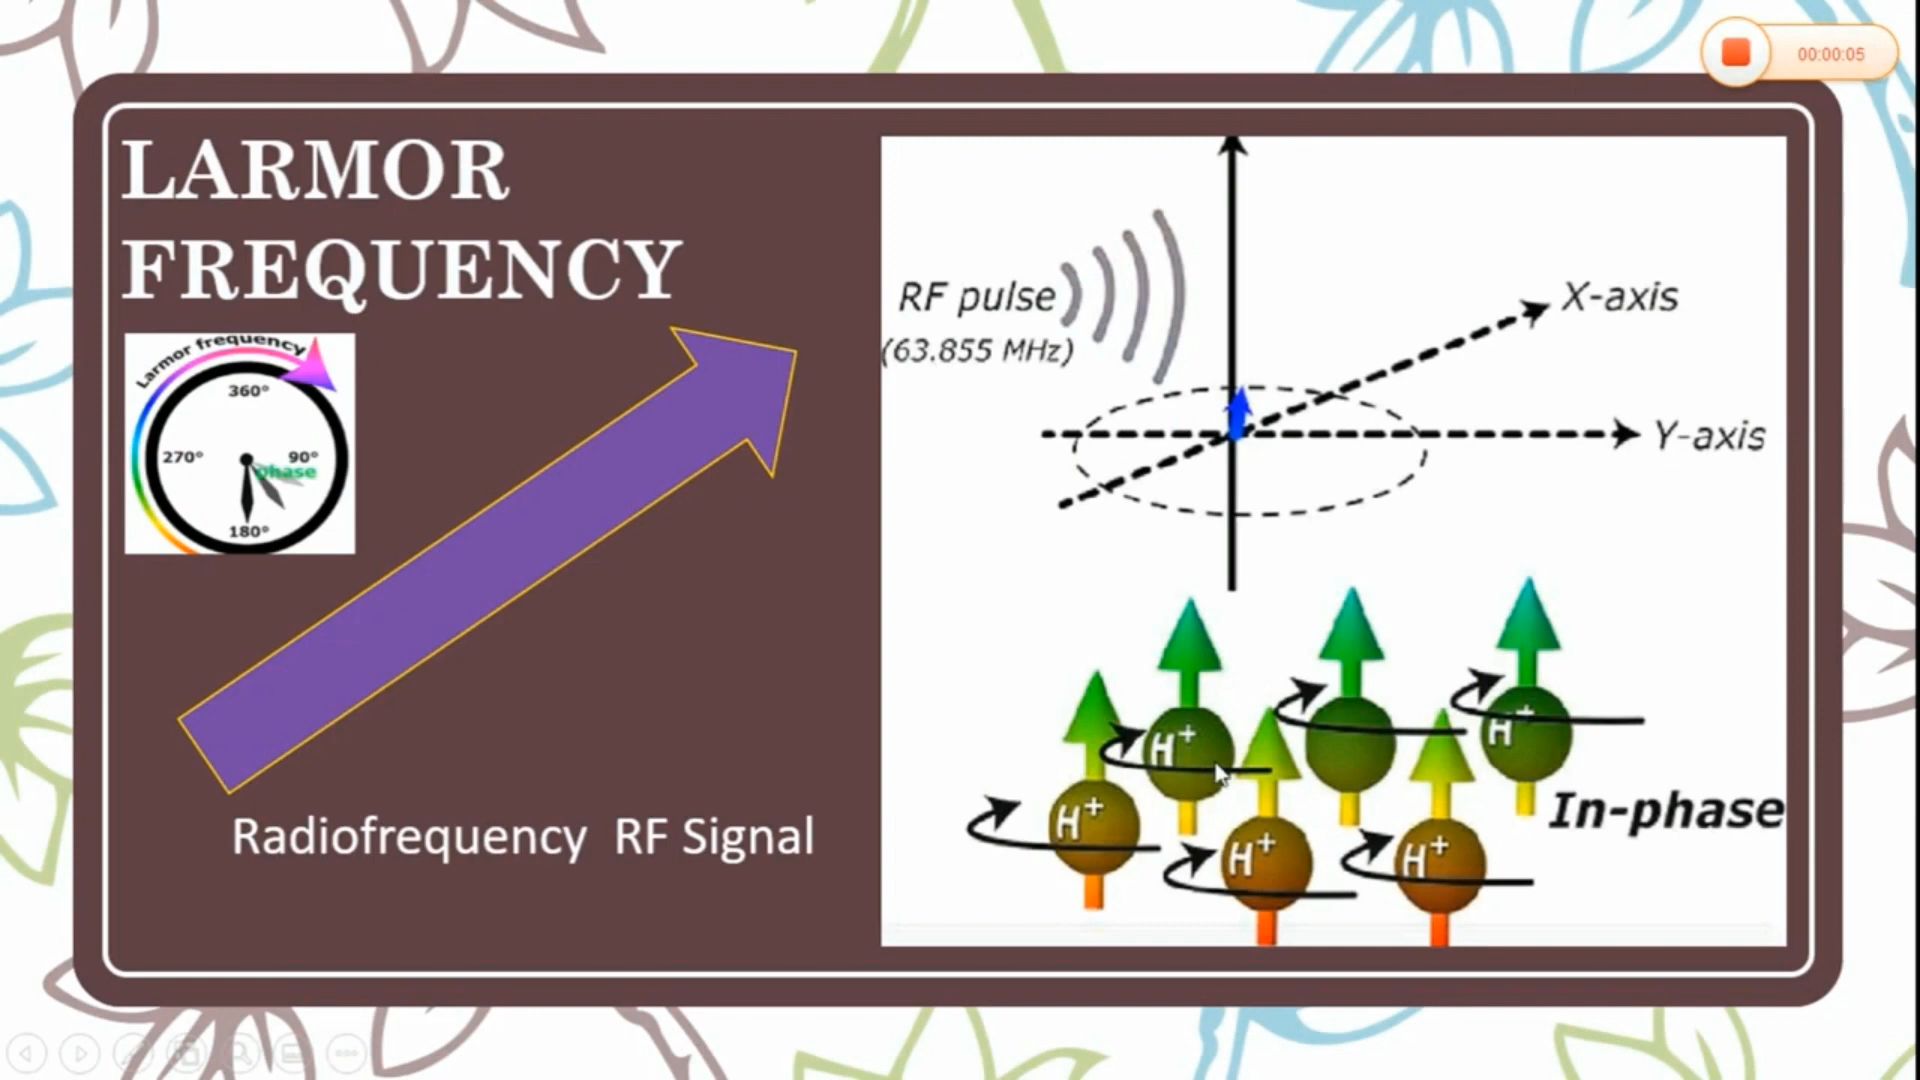 00:00:05
LARMOR
FREQUENCY
Larmor frequency
360°
270°
90°
phase
180°
Radiofrequency RF Signal
RF pulse
(63.855 MHz)
X-axis
Y-axis
H+
H+
H+
H+
H+
In-phase